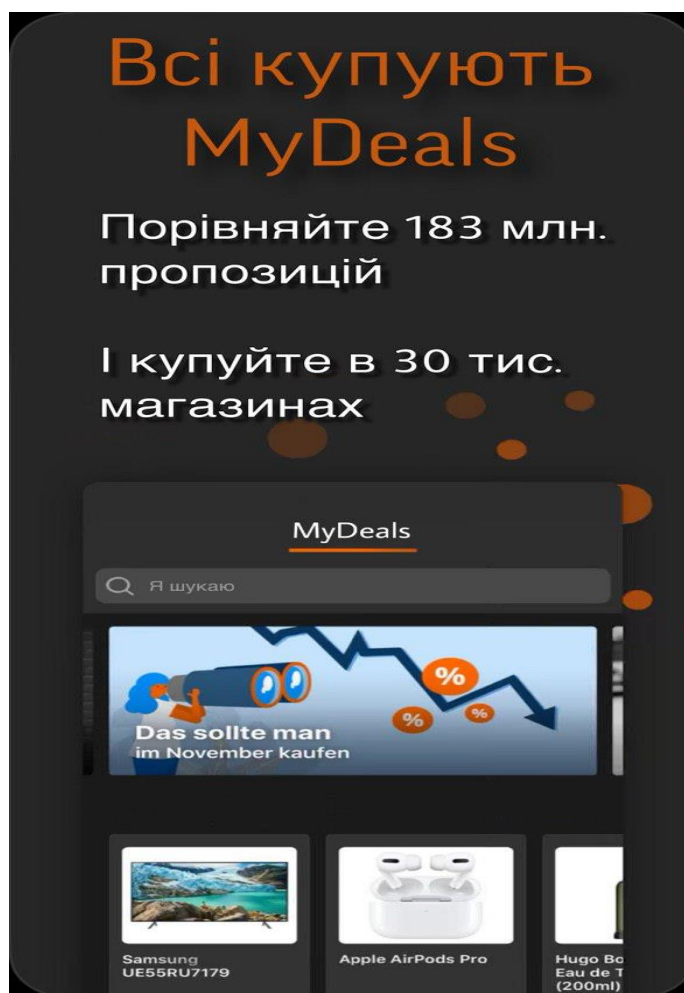 Всі купують
MyDeals
Порівняйте 183 млн.
пропозицій
І купуйте в 30 тис.
магазинах
MyDeals
Я шукаю
Das sollte man
im November kaufen
%
%
%
Samsung
UE55RU7179
Apple AirPods Pro
Hugo Bo
Eau de T
(200ml)